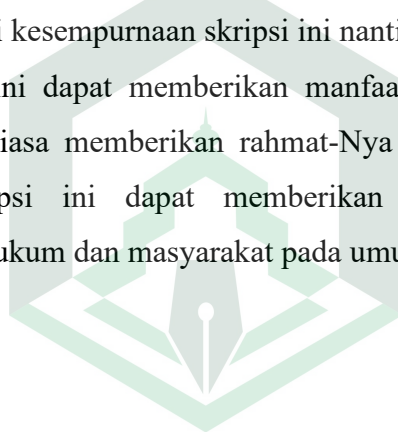 kesempurnaan skripsi ini nanti
ini dapat memberikan manfaa
iasa memberikan rahmat-Nya
psi ini dapat memberikan
ukum dan masyarakat pada umu